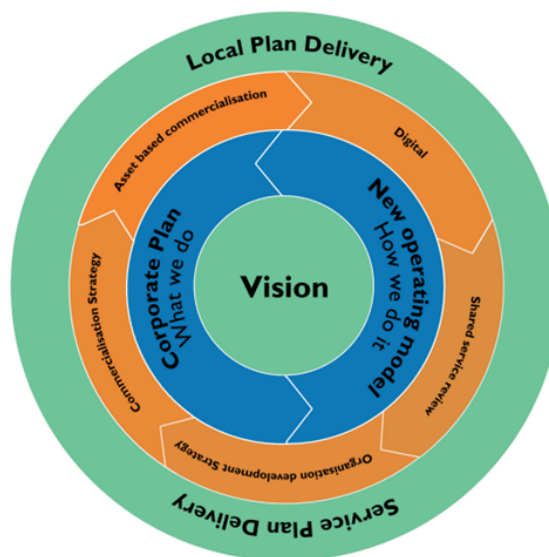 Local Plan Delivery
Asset based commercialisation
Digital
Corporate Plan
What we do
New operating model
How we do it
Vision
Commercialisation Strategy
Shared service review
Organisation development Strategy
Service Plan Delivery